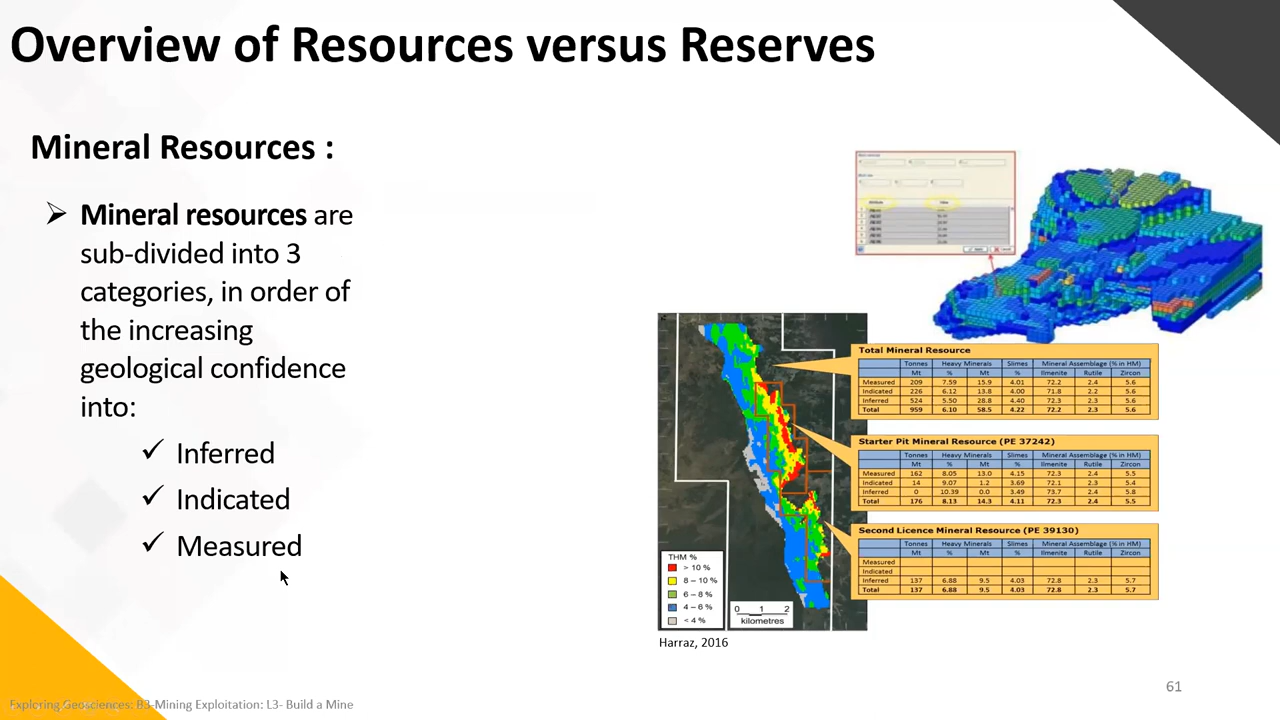 Overview of Resources versus Reserves
Mineral Resources :
Mineral resources are
sub-divided into 3
categories, in order of
the increasing
geological confidence
into:
Inferred
Indicated
Measured
Total Mineral Resource
Tonnes Heavy Minerals Slimes Mineral Assemblage (% in HM)
Mt % Mt % Ilmenite Rutile Zircon
Measured 209 7.59 15.9 4.01 72.2 2.4 5.6
Indicated 226 6.12 13.8 4.00 71.8 2.2 5.6
Inferred 524 5.50 28.8 4.40 72.3 2.3 5.6
Total 959 6.10 58.5 4.22 72.2 2.3 5.6
Starter Pit Mineral Resource (PE 37242)
Tonnes Heavy Minerals Slimes Mineral Assemblage (% in HM)
Mt % Mt % Ilmenite Rutile Zircon
Measured 162 8.05 13.0 4.15 72.3 2.4 5.5
Indicated 14 9.07 1.2 3.69 72.1 2.3 5.4
Inferred 0 10.39 0.0 3.49 73.7 2.4 5.8
Total 176 8.13 14.3 4.11 72.3 2.4 5.5
Second Licence Mineral Resource (PE 39130)
Tonnes Heavy Minerals Slimes Mineral Assemblage (% in HM)
Mt % Mt % Ilmenite Rutile Zircon
Measured
Indicated
Inferred 137 6.88 9.5 4.03 72.8 2.3 5.7
Total 137 6.88 9.5 4.03 72.8 2.3 5.7
THM %
> 10 %
8 – 10 %
6 – 8 %
4 – 6 %
< 4 %
0 1 2
kilometres
Harraz, 2016
61
Exploring Geosciences: B3-Mining Exploitation: L3- Build a Mine